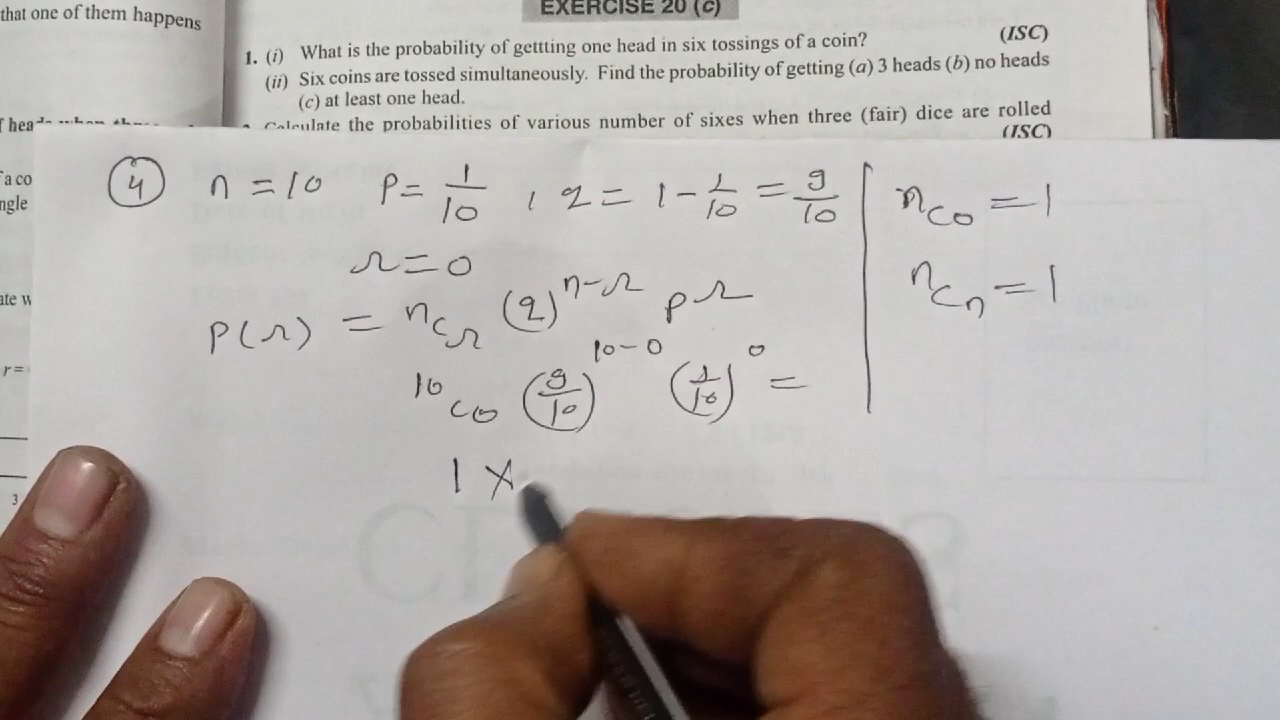 that one of them happens
EXERCISE 20 (c)
1. (i) What is the probability of gettting one head in six tossings of a coin? (ISC)
(ii) Six coins are tossed simultaneously. Find the probability of getting (a) 3 heads (b) no heads
(c) at least one head.
Calculate the probabilities of various number of sixes when three (fair) dice are rolled
(ISC)
a co
ngle
ate w
r =
3
(4) n = 10 P = 1/10 , q = 1 - 1/10 = 9/10
r = 0
P(r) = nCr (q)^n-r p^r
10C0 (9/10)^10-0 (1/10)^0 =
1 ×
nC0 = 1
nCn = 1